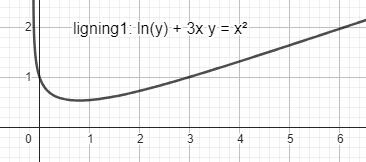 2
ligning1: ln(y) + 3x y = x²
1
0 1 2 3 4 5 6